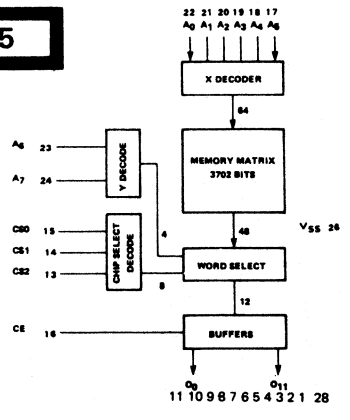 5
22 21 20 19 18 17
A0 A1 A2 A3 A4 A5
X DECODER
64
MEMORY MATRIX
3702 BITS
A6 23
A7 24
Y DECODE
CS0 15
CS1 14
CS2 13
CHIP SELECT
DECODE
4
8
48
VSS 26
WORD SELECT
12
CE 16
BUFFERS
O0 O11
11 10 9 8 7 6 5 4 3 2 1 28